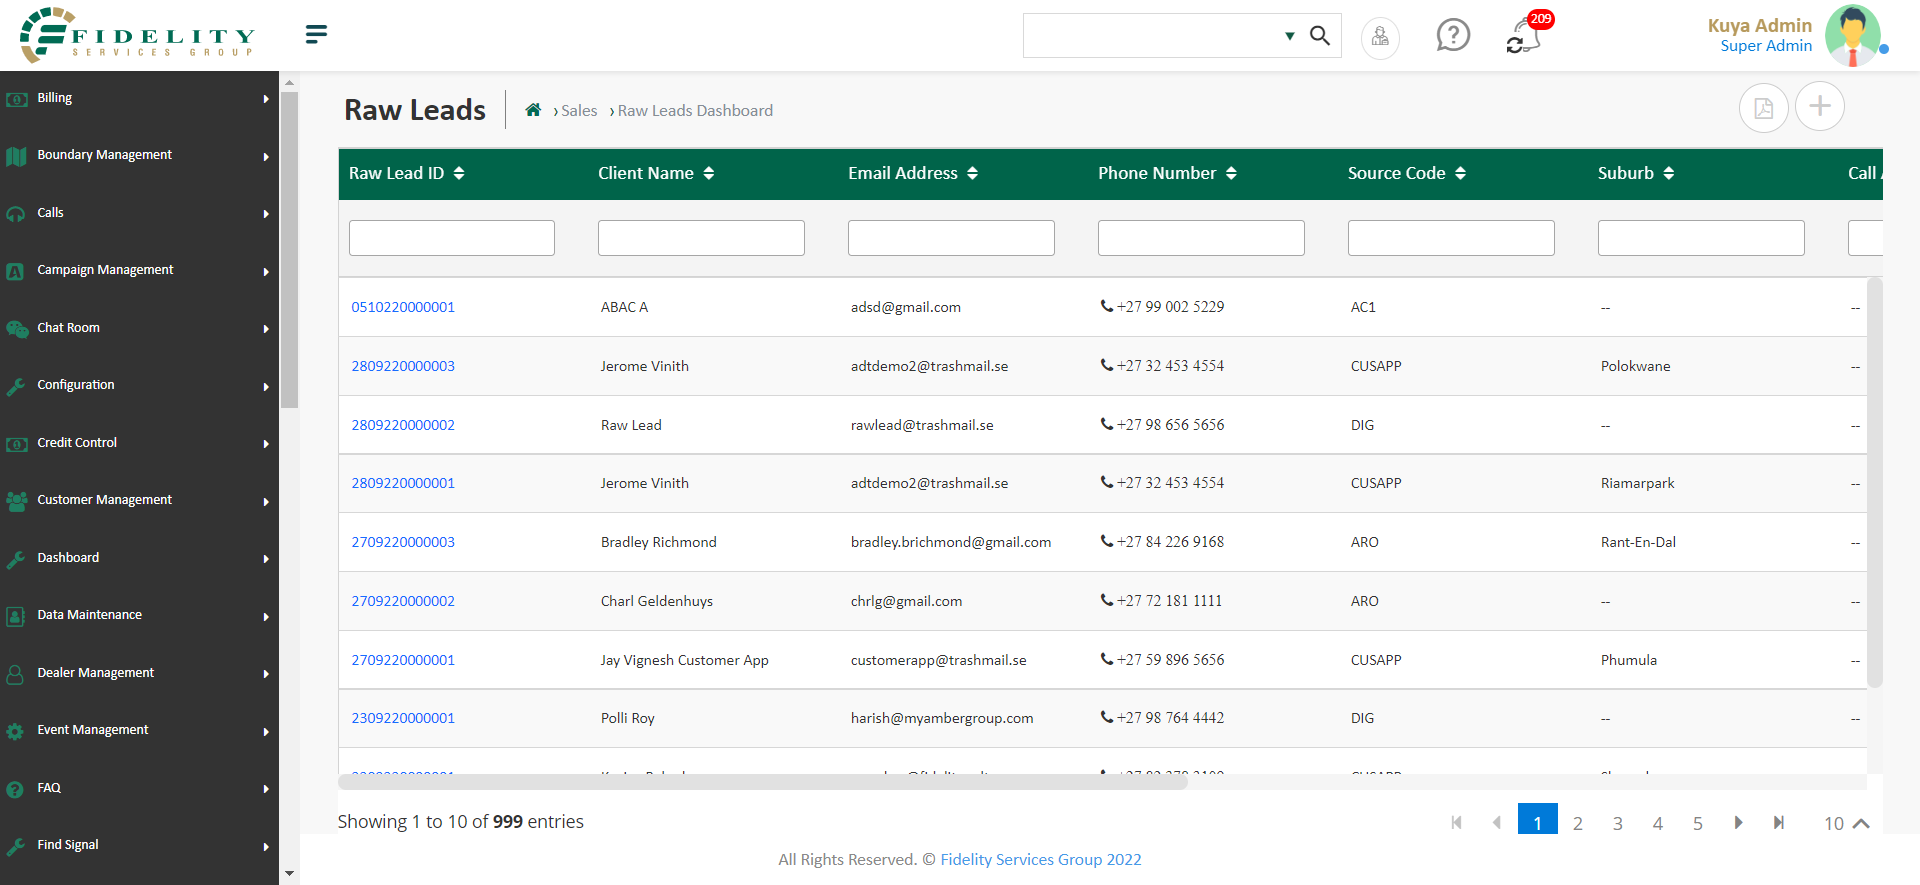 FIDELITY
SERVICES GROUP
209
Kuya Admin
Super Admin
Billing
Boundary Management
Calls
Campaign Management
Chat Room
Configuration
Credit Control
Customer Management
Dashboard
Data Maintenance
Dealer Management
Event Management
FAQ
Find Signal
Raw Leads
› Sales › Raw Leads Dashboard
Raw Lead ID Client Name Email Address Phone Number Source Code Suburb Call
0510220000001 ABAC A adsd@gmail.com +27 99 002 5229 AC1 -- --
2809220000003 Jerome Vinith adtdemo2@trashmail.se +27 32 453 4554 CUSAPP Polokwane --
2809220000002 Raw Lead rawlead@trashmail.se +27 98 656 5656 DIG -- --
2809220000001 Jerome Vinith adtdemo2@trashmail.se +27 32 453 4554 CUSAPP Riamarpark --
2709220000003 Bradley Richmond bradley.brichmond@gmail.com +27 84 226 9168 ARO Rant-En-Dal --
2709220000002 Charl Geldenhuys chrlg@gmail.com +27 72 181 1111 ARO -- --
2709220000001 Jay Vignesh Customer App customerapp@trashmail.se +27 59 896 5656 CUSAPP Phumula --
2309220000001 Polli Roy harish@myambergroup.com +27 98 764 4442 DIG -- --
Showing 1 to 10 of 999 entries
1 2 3 4 5 10
All Rights Reserved. © Fidelity Services Group 2022